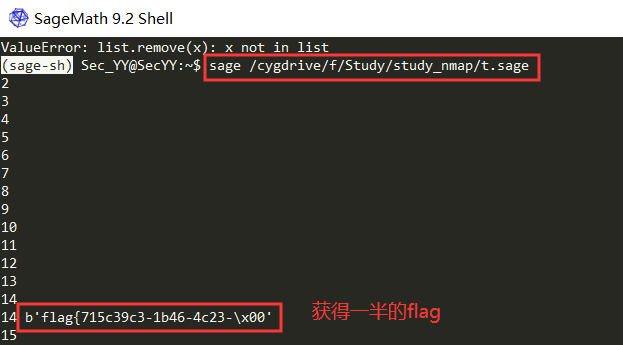 SageMath 9.2 Shell
ValueError: list.remove(x): x not in list
(sage-sh) Sec_YY@SecYY:~$ sage /cygdrive/f/Study/study_nmap/t.sage
2
3
4
5
6
7
8
9
10
11
12
13
14
14 b'flag{715c39c3-1b46-4c23-\x00'
获得一半的flag
15